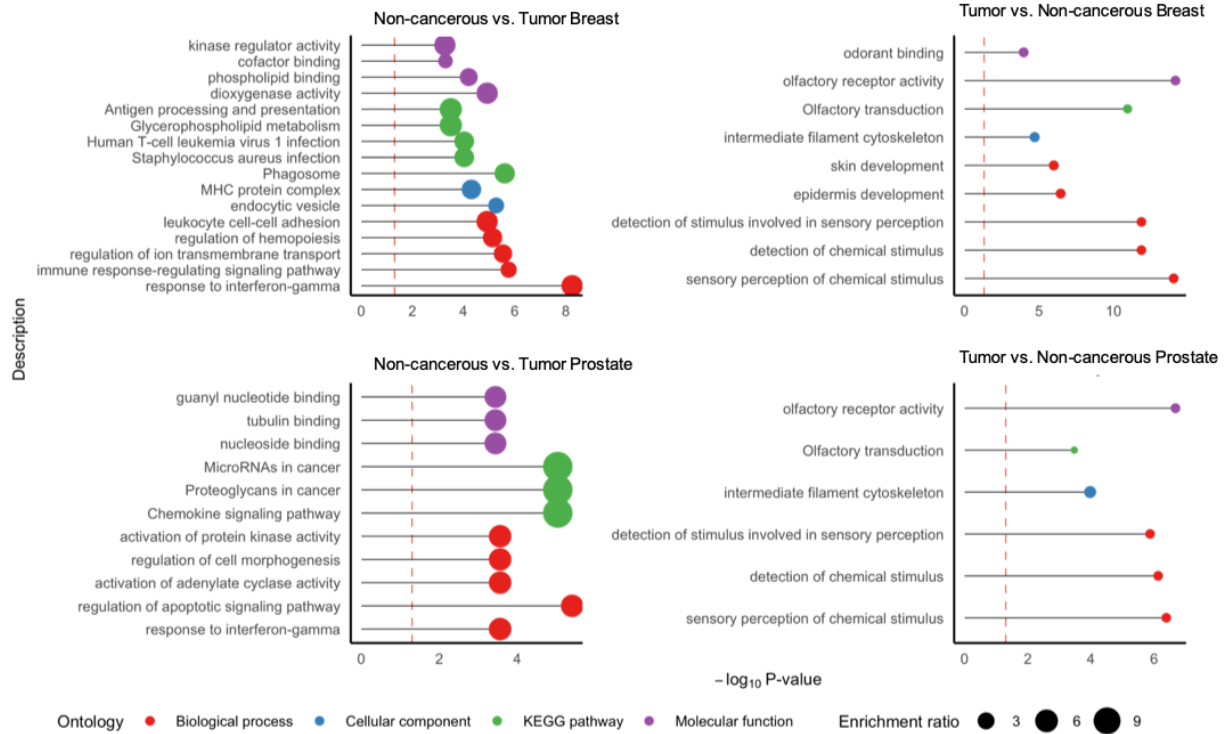 Non-cancerous vs. Tumor Breast
kinase regulator activity
cofactor binding
phospholipid binding
dioxygenase activity
Antigen processing and presentation
Glycerophospholipid metabolism
Human T-cell leukemia virus 1 infection
Staphylococcus aureus infection
Phagosome
MHC protein complex
endocytic vesicle
leukocyte cell-cell adhesion
regulation of hemopoiesis
regulation of ion transmembrane transport
immune response-regulating signaling pathway
response to interferon-gamma
0 2 4 6 8
Tumor vs. Non-cancerous Breast
odorant binding
olfactory receptor activity
Olfactory transduction
intermediate filament cytoskeleton
skin development
epidermis development
detection of stimulus involved in sensory perception
detection of chemical stimulus
sensory perception of chemical stimulus
0 5 10
Description
Non-cancerous vs. Tumor Prostate
guanyl nucleotide binding
tubulin binding
nucleoside binding
MicroRNAs in cancer
Proteoglycans in cancer
Chemokine signaling pathway
activation of protein kinase activity
regulation of cell morphogenesis
activation of adenylate cyclase activity
regulation of apoptotic signaling pathway
response to interferon-gamma
0 2 4
Tumor vs. Non-cancerous Prostate
olfactory receptor activity
Olfactory transduction
intermediate filament cytoskeleton
detection of stimulus involved in sensory perception
detection of chemical stimulus
sensory perception of chemical stimulus
0 2 4 6
−log₁₀ P-value
Ontology Biological process Cellular component KEGG pathway Molecular function Enrichment ratio 3 6 9